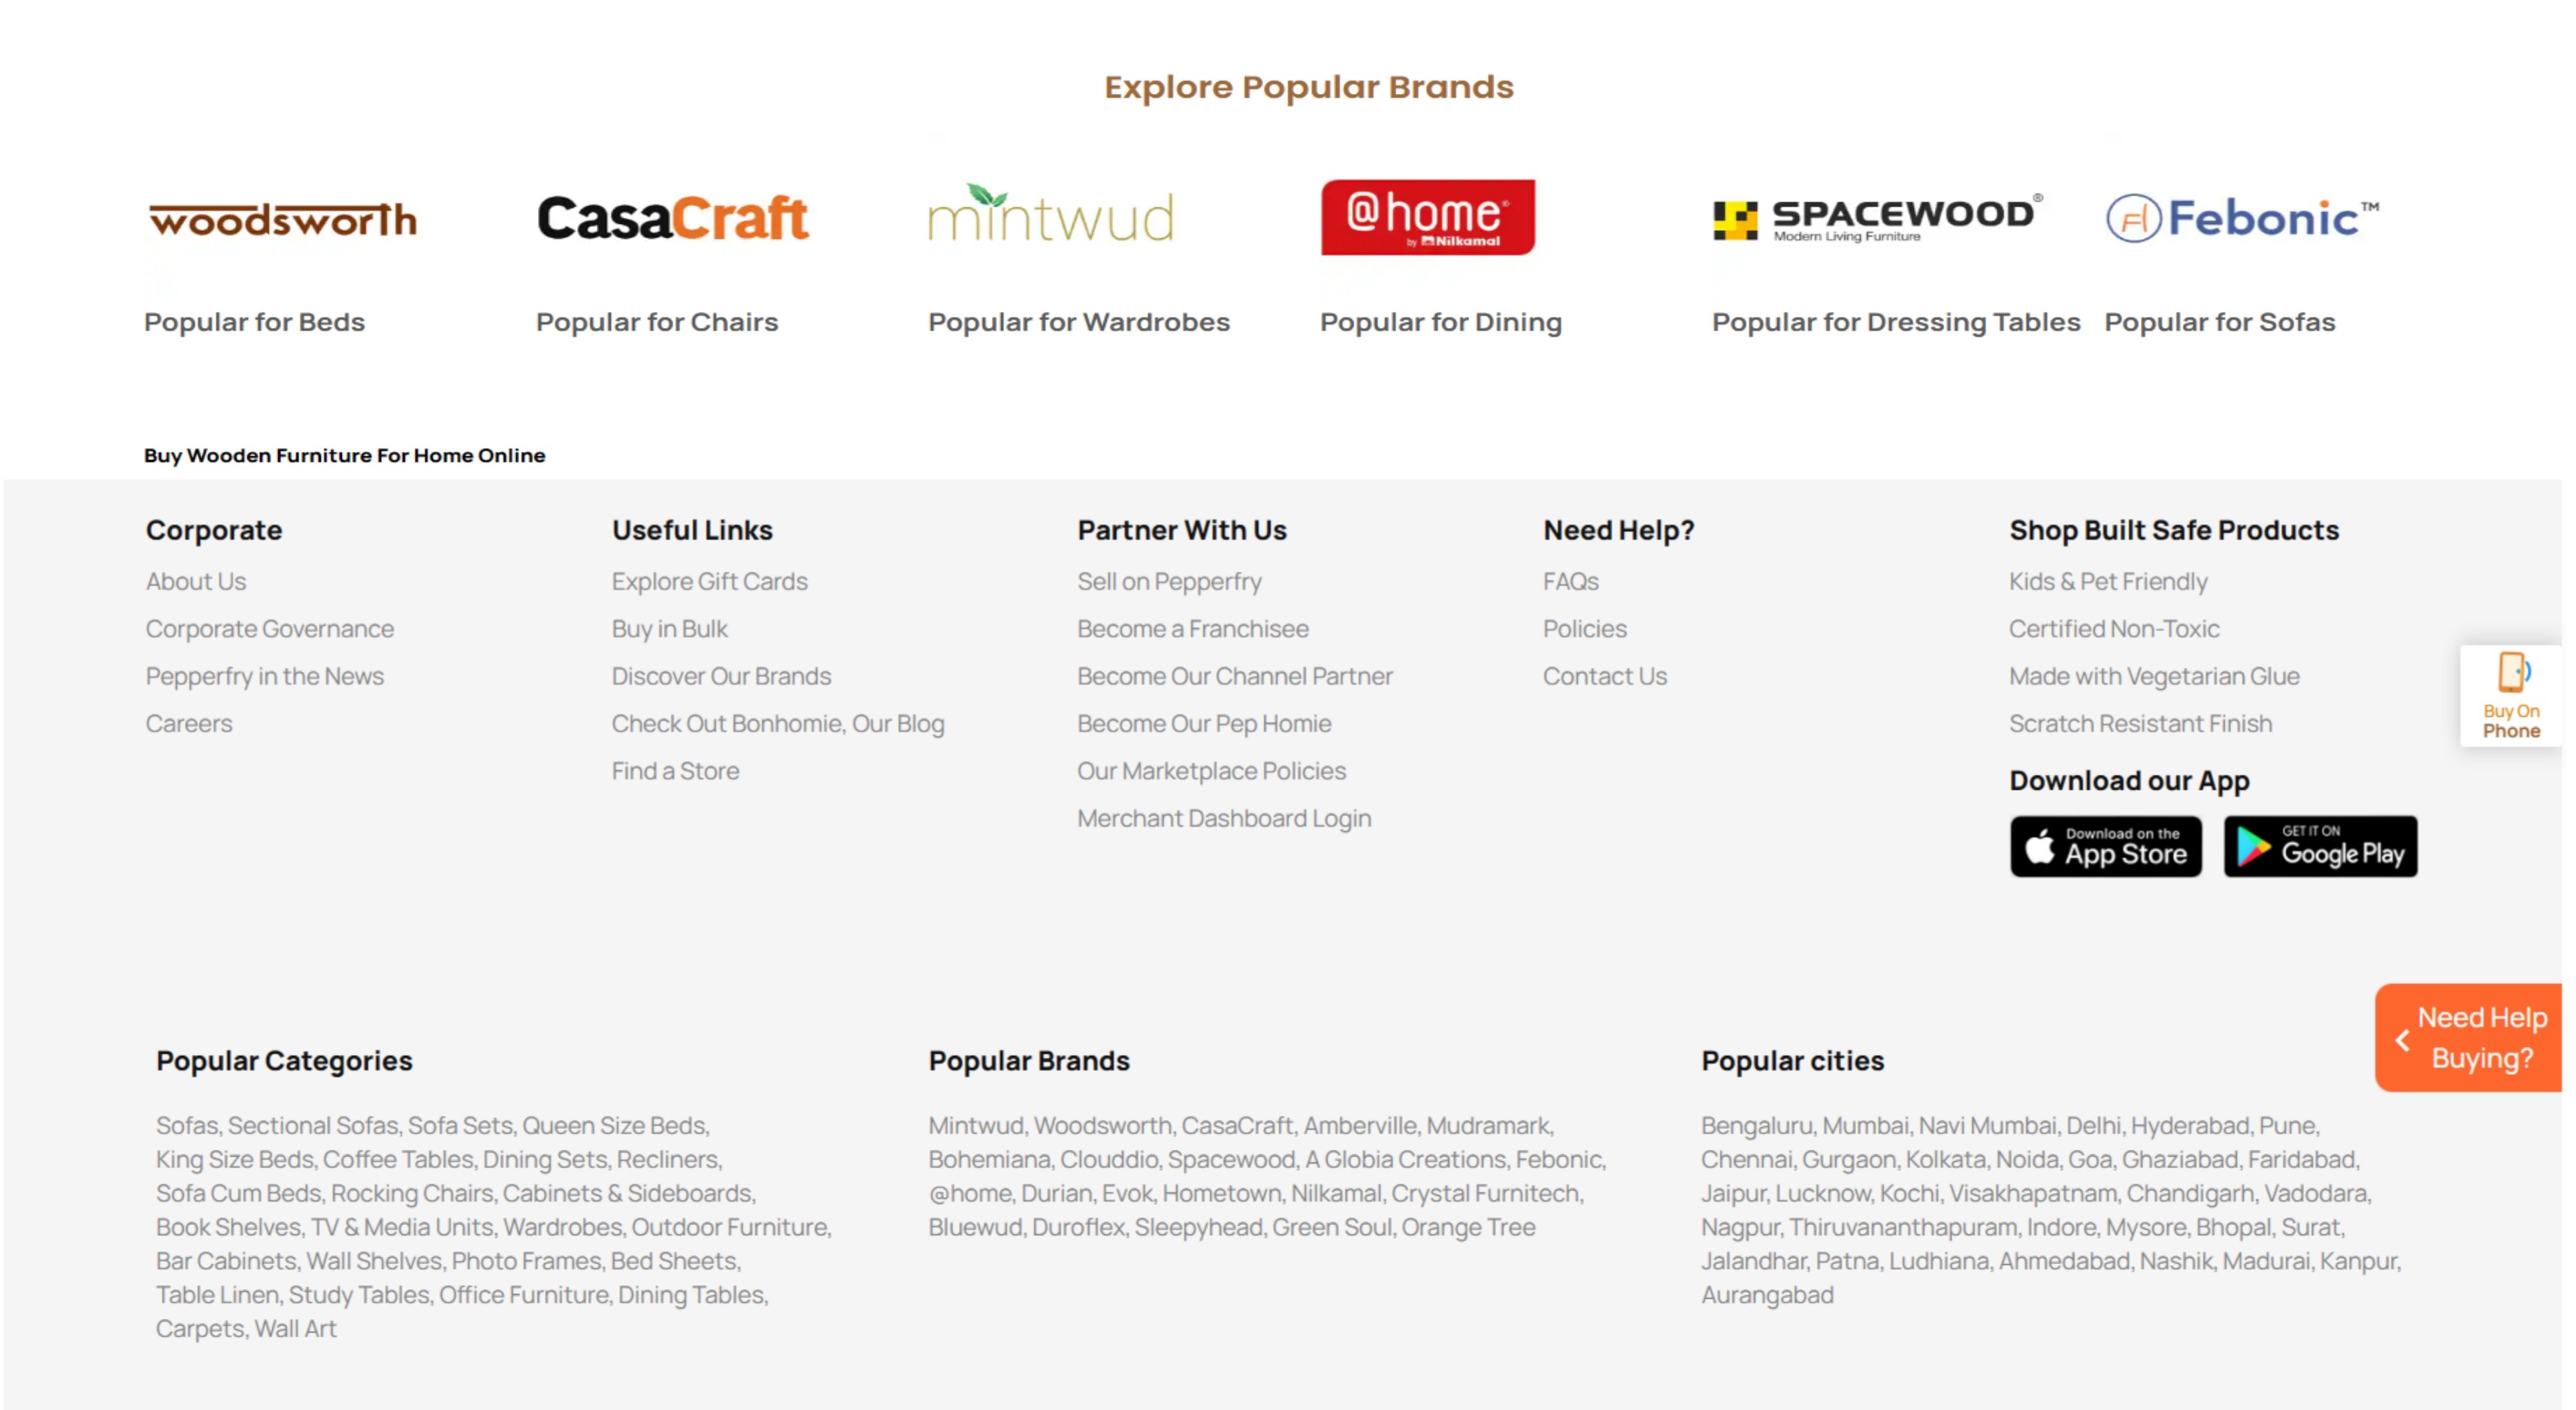 Explore Popular Brands
woodsworth
CasaCraft
mintwud
@home®
by Nilkamal
SPACEWOOD®
Modern Living Furniture
Febonic™
Popular for Beds
Popular for Chairs
Popular for Wardrobes
Popular for Dining
Popular for Dressing Tables
Popular for Sofas
Buy Wooden Furniture For Home Online
Corporate
About Us
Corporate Governance
Pepperfry in the News
Careers
Useful Links
Explore Gift Cards
Buy in Bulk
Discover Our Brands
Check Out Bonhomie, Our Blog
Find a Store
Partner With Us
Sell on Pepperfry
Become a Franchisee
Become Our Channel Partner
Become Our Pep Homie
Our Marketplace Policies
Merchant Dashboard Login
Need Help?
FAQs
Policies
Contact Us
Shop Built Safe Products
Kids & Pet Friendly
Certified Non-Toxic
Made with Vegetarian Glue
Scratch Resistant Finish
Download our App
Download on the
App Store
GET IT ON
Google Play
Buy On
Phone
Need Help
Buying?
Popular Categories
Sofas, Sectional Sofas, Sofa Sets, Queen Size Beds,
King Size Beds, Coffee Tables, Dining Sets, Recliners,
Sofa Cum Beds, Rocking Chairs, Cabinets & Sideboards,
Book Shelves, TV & Media Units, Wardrobes, Outdoor Furniture,
Bar Cabinets, Wall Shelves, Photo Frames, Bed Sheets,
Table Linen, Study Tables, Office Furniture, Dining Tables,
Carpets, Wall Art
Popular Brands
Mintwud, Woodsworth, CasaCraft, Amberville, Mudramark,
Bohemiana, Clouddio, Spacewood, A Globia Creations, Febonic,
@home, Durian, Evok, Hometown, Nilkamal, Crystal Furnitech,
Bluewud, Duroflex, Sleepyhead, Green Soul, Orange Tree
Popular cities
Bengaluru, Mumbai, Navi Mumbai, Delhi, Hyderabad, Pune,
Chennai, Gurgaon, Kolkata, Noida, Goa, Ghaziabad, Faridabad,
Jaipur, Lucknow, Kochi, Visakhapatnam, Chandigarh, Vadodara,
Nagpur, Thiruvananthapuram, Indore, Mysore, Bhopal, Surat,
Jalandhar, Patna, Ludhiana, Ahmedabad, Nashik, Madurai, Kanpur,
Aurangabad